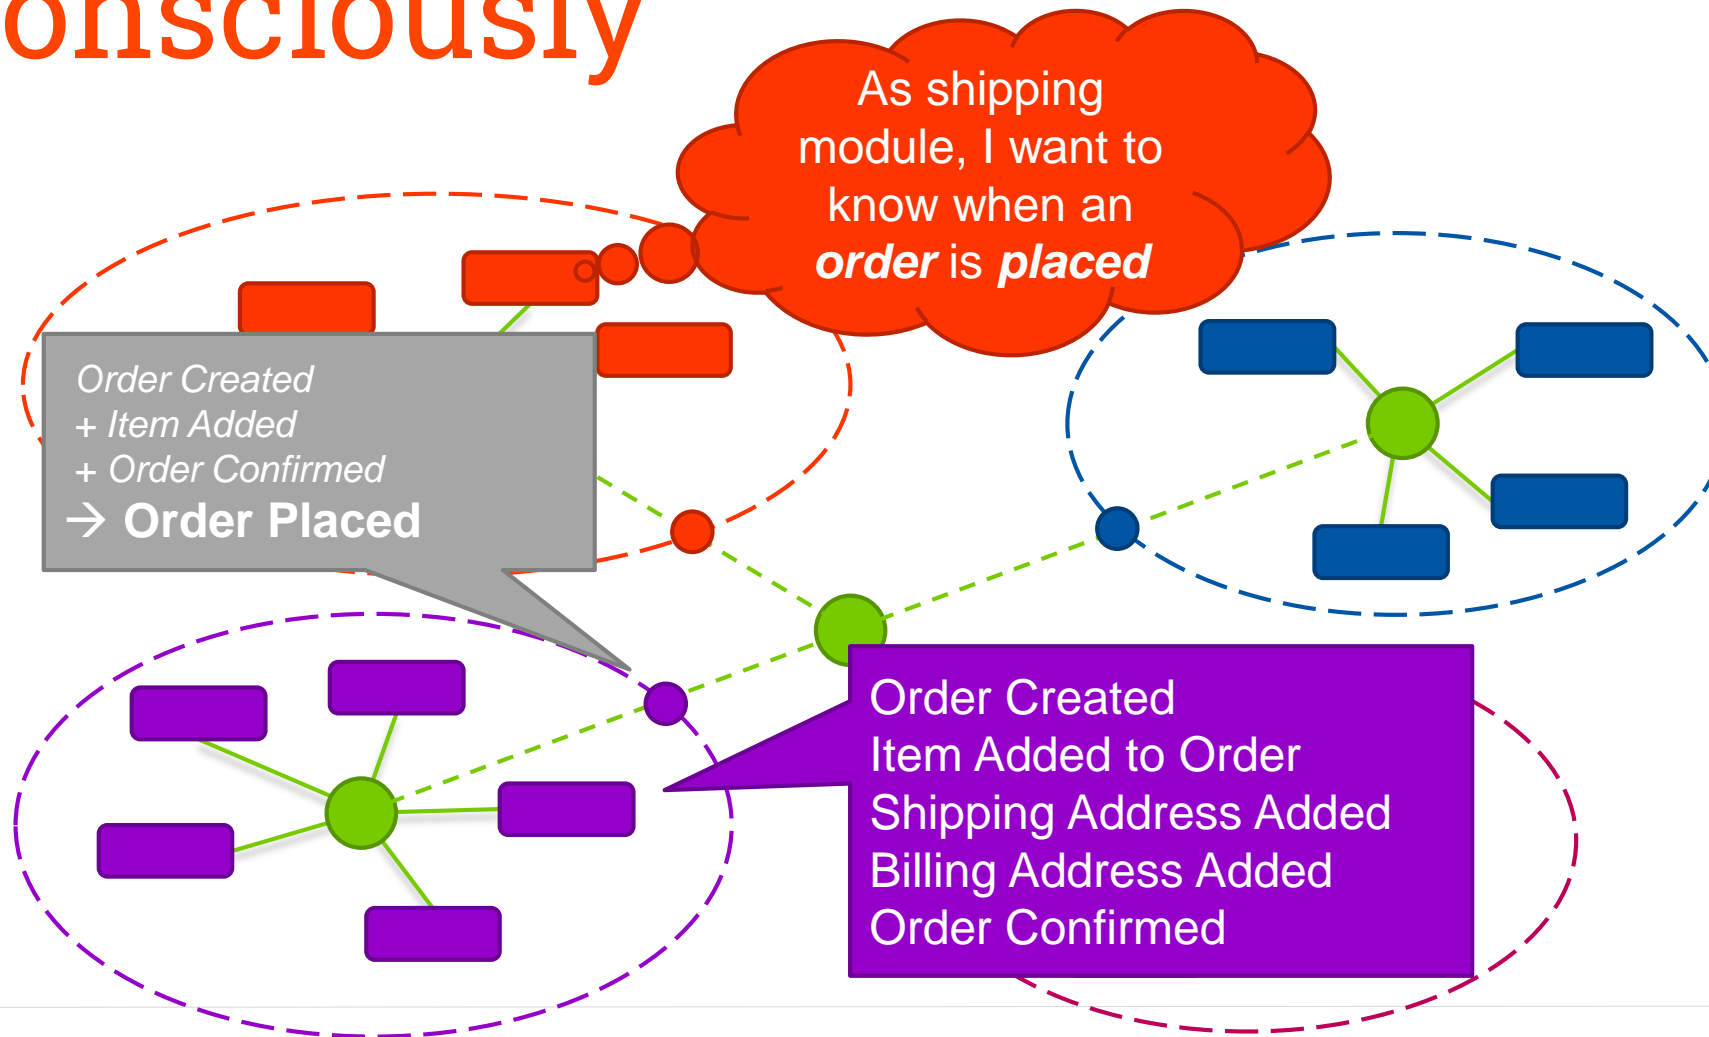 onsciously
As shipping
module, I want to
know when an
order is placed
Order Created
+ Item Added
+ Order Confirmed
→ Order Placed
Order Created
Item Added to Order
Shipping Address Added
Billing Address Added
Order Confirmed